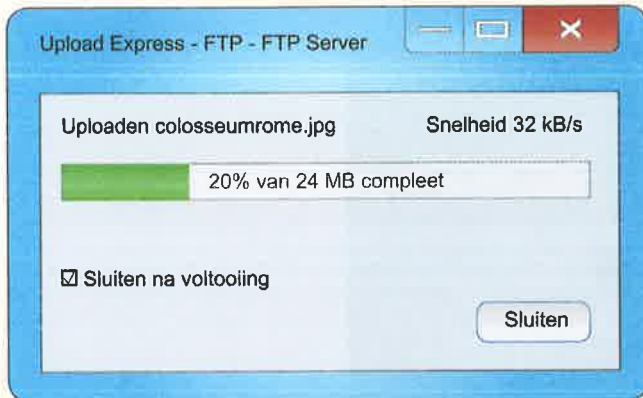 Upload Express - FTP - FTP Server
Uploaden colosseumrome.jpg Snelheid 32 kB/s
20% van 24 MB compleet
Sluiten na voltooiing
Sluiten